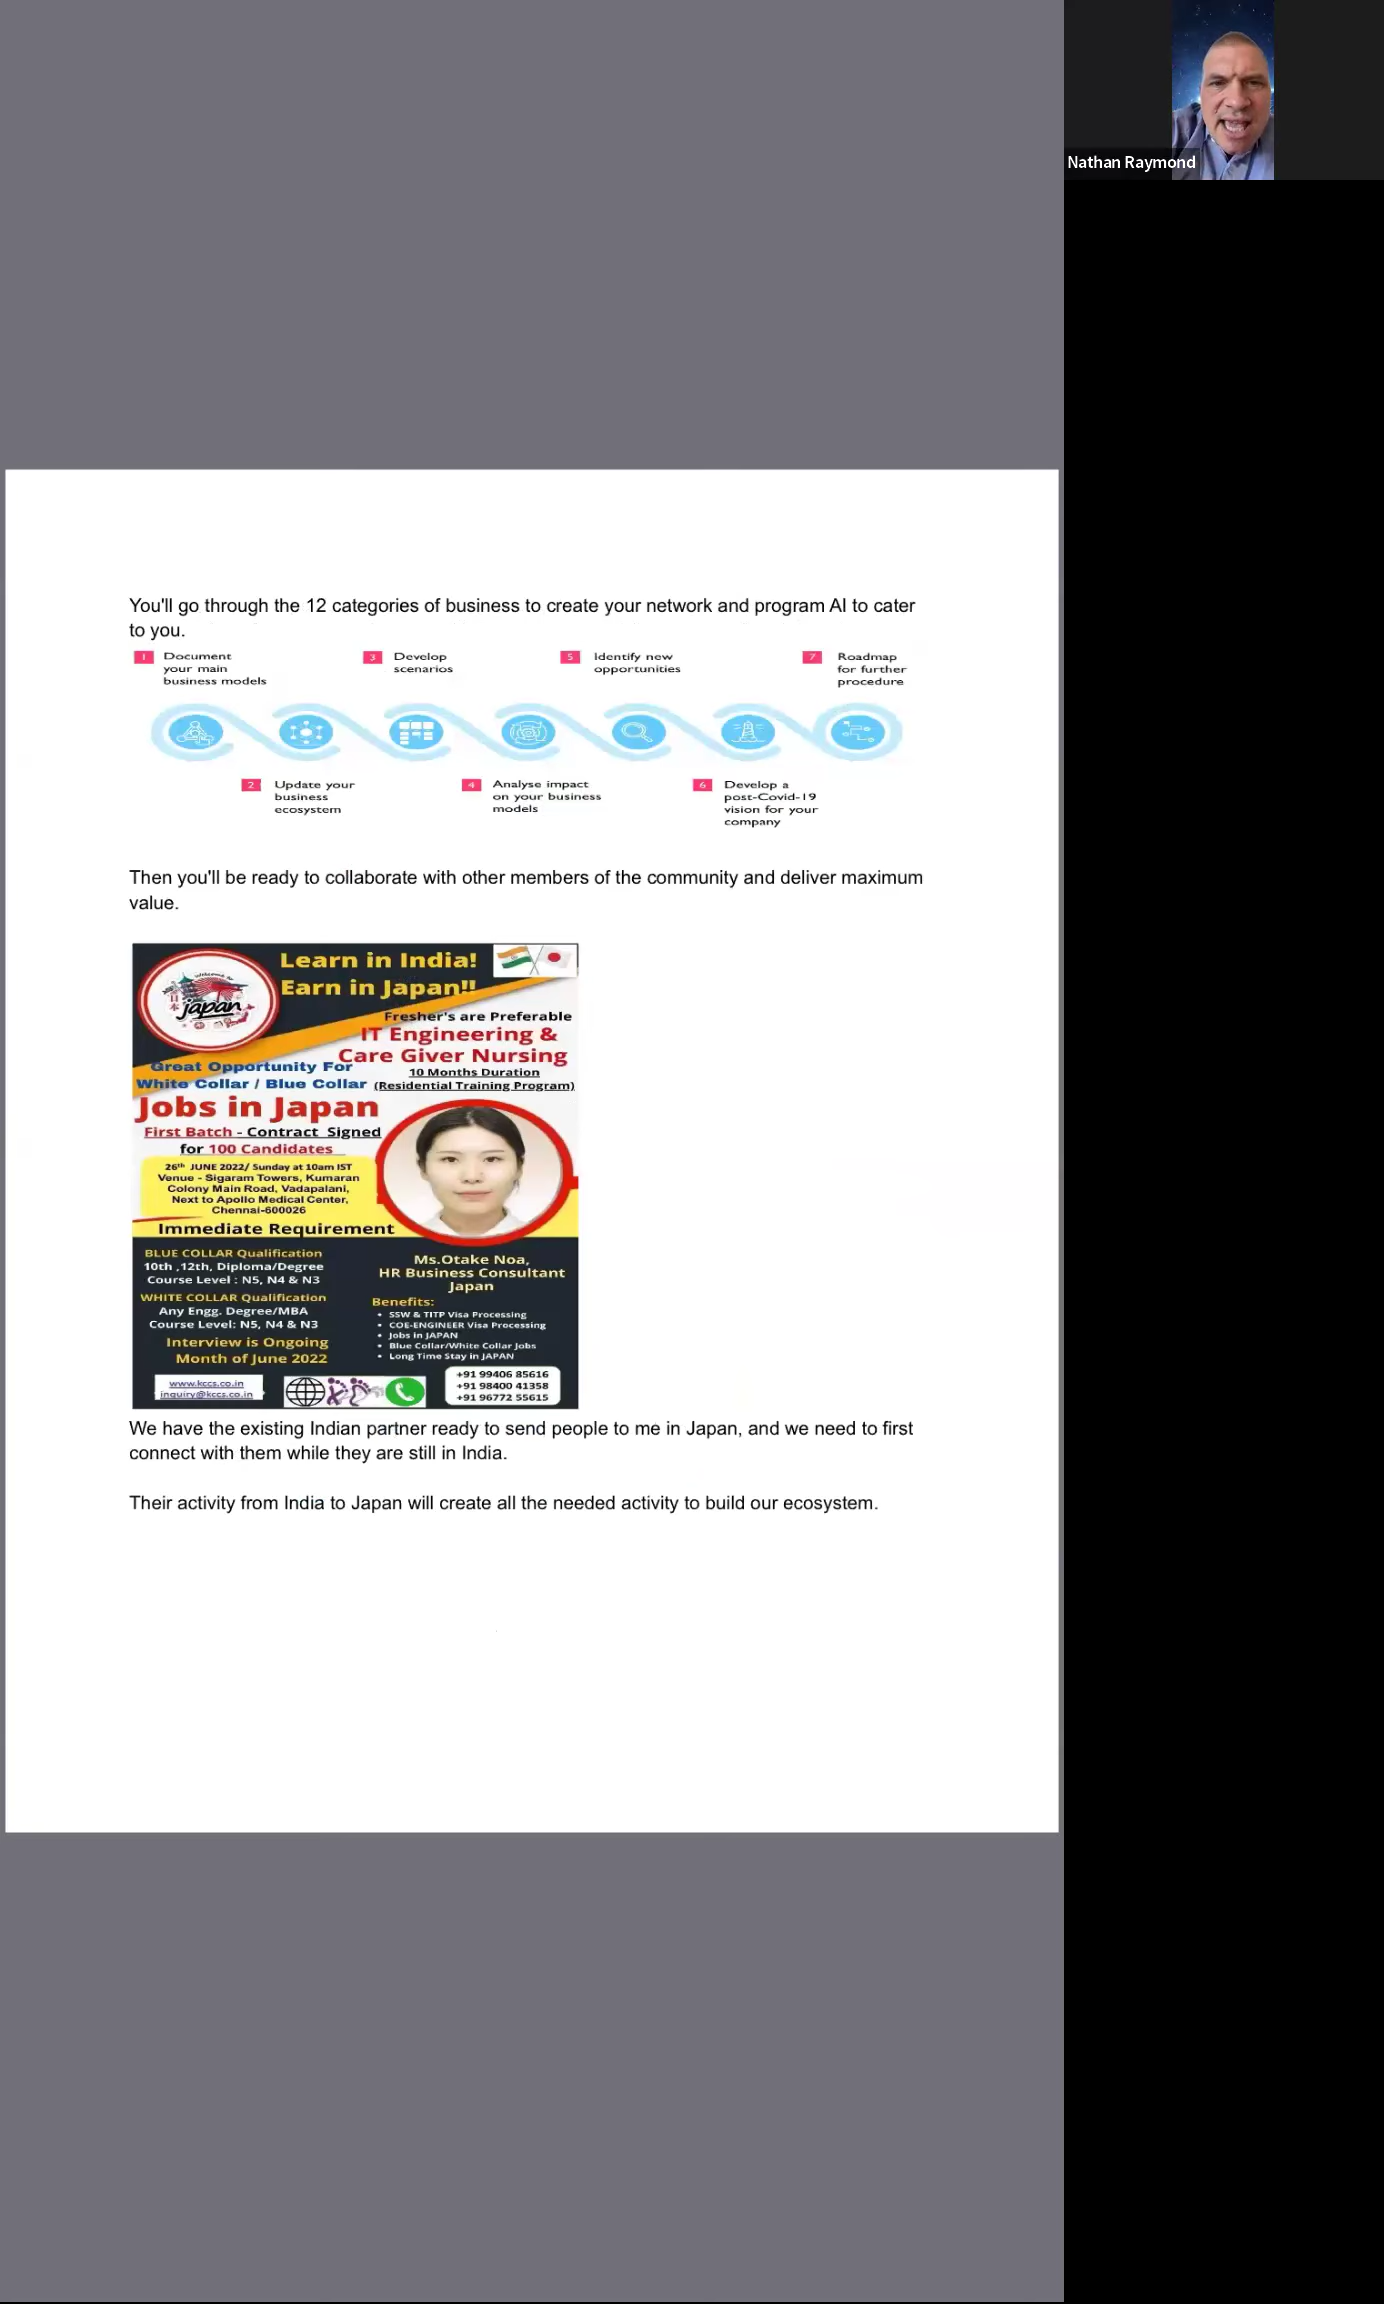 Nathan Raymond
You'll go through the 12 categories of business to create your network and program AI to cater
to you.
1 Document
your main
business models
3 Develop
scenarios
5 Identify new
opportunities
7 Roadmap
for further
procedure
2 Update your
business
ecosystem
4 Analyse impact
on your business
models
6 Develop a
post-Covid-19
vision for your
company
Then you'll be ready to collaborate with other members of the community and deliver maximum
value.
Learn in India!
Earn in Japan!!
welcome to
日本
japan
Fresher's are Preferable
IT Engineering &
Care Giver Nursing
10 Months Duration
(Residential Training Program)
Great Opportunity For
White Collar / Blue Collar
Jobs in Japan
First Batch - Contract Signed
for 100 Candidates
26th JUNE 2022/ Sunday at 10am IST
Venue - Sigaram Towers, Kumaran
Colony Main Road, Vadapalani,
Next to Apollo Medical Center,
Chennai-600026
Immediate Requirement
BLUE COLLAR Qualification
10th ,12th, Diploma/Degree
Course Level : N5, N4 & N3
WHITE COLLAR Qualification
Any Engg. Degree/MBA
Course Level: N5, N4 & N3
Interview is Ongoing
Month of June 2022
www.kccs.co.in
inquiry@kccs.co.in
Ms.Otake Noa,
HR Business Consultant
Japan
Benefits:
• SSW & TITP Visa Processing
• COE-ENGINEER Visa Processing
• Jobs in JAPAN
• Blue Collar/White Collar Jobs
• Long Time Stay in JAPAN
+91 99406 85616
+91 98400 41358
+91 96772 55615
We have the existing Indian partner ready to send people to me in Japan, and we need to first
connect with them while they are still in India.
Their activity from India to Japan will create all the needed activity to build our ecosystem.